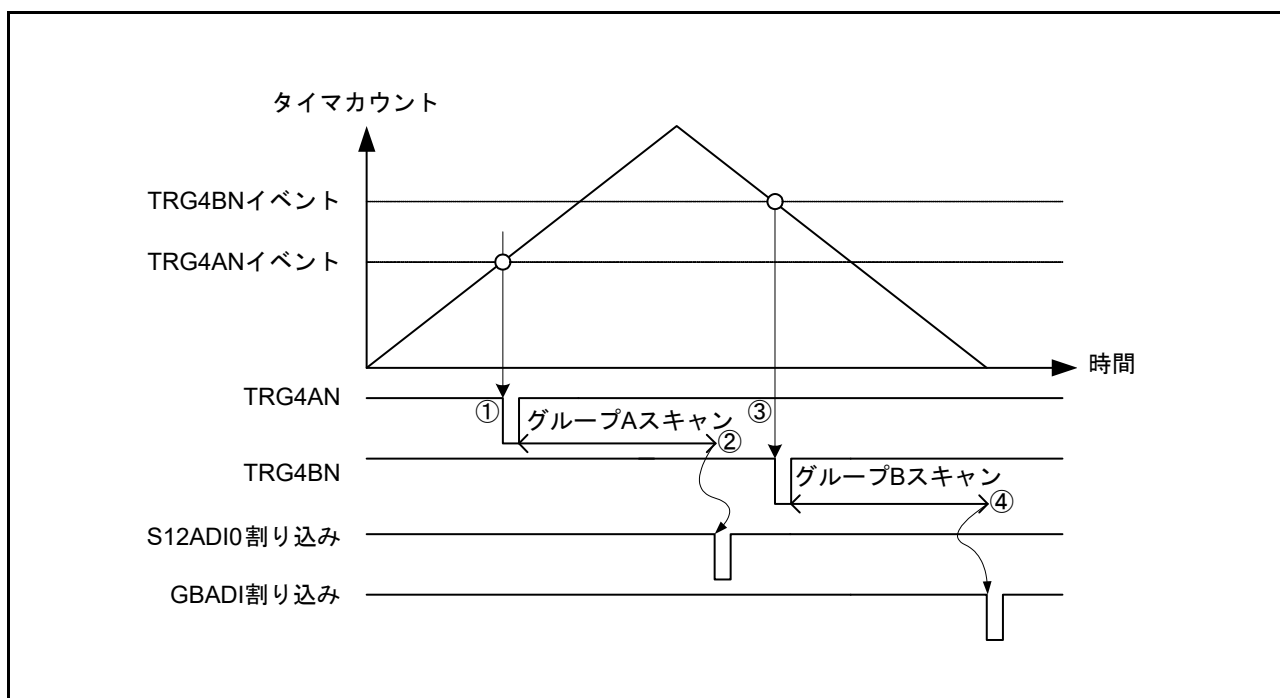 タイマカウント
TRG4BNイベント
TRG4ANイベント
時間
TRG4AN
①
グループAスキャン
②
③
TRG4BN
グループBスキャン
④
S12ADI0割り込み
GBADI割り込み